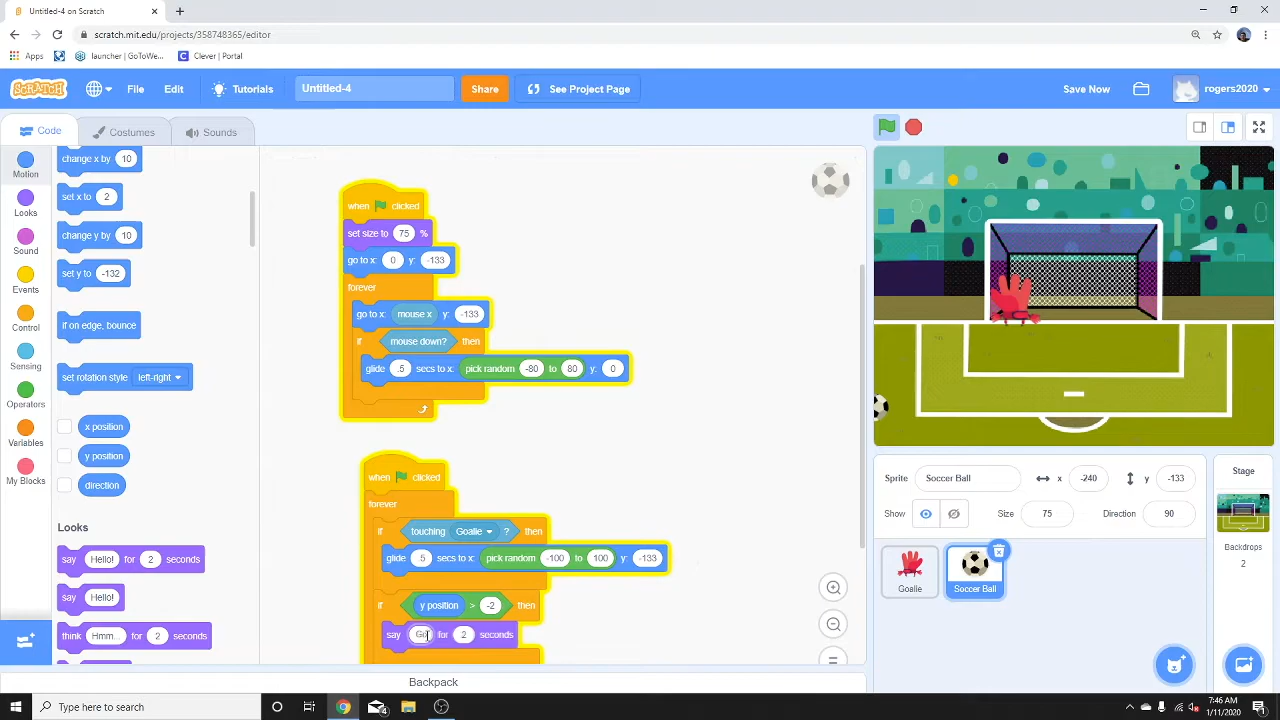 Untitled-4 on Scratch
scratch.mit.edu/projects/358748365/editor
Apps launcher | GoToWe... Clever | Portal
SCRATCH File Edit Tutorials Untitled-4 Share See Project Page Save Now rogers2020
Code Costumes Sounds
Motion
Looks
Sound
Events
Control
Sensing
Operators
Variables
My Blocks
change x by 10
set x to 2
change y by 10
set y to -132
if on edge, bounce
set rotation style left-right
x position
y position
direction
Looks
say Hello! for 2 seconds
say Hello!
think Hmm... for 2 seconds
when clicked
set size to 75 %
go to x: 0 y: -133
forever
go to x: mouse x y: -133
if mouse down? then
glide .5 secs to x: pick random -80 to 80 y: 0
when clicked
forever
if touching Goalie ? then
glide .5 secs to x: pick random -100 to 100 y: -133
if y position > -2 then
say Go for 2 seconds
Backpack
Sprite Soccer Ball x -240 y -133
Show Size 75 Direction 90
Goalie
Soccer Ball
Stage
Backdrops
2
Type here to search
7:46 AM
1/11/2020